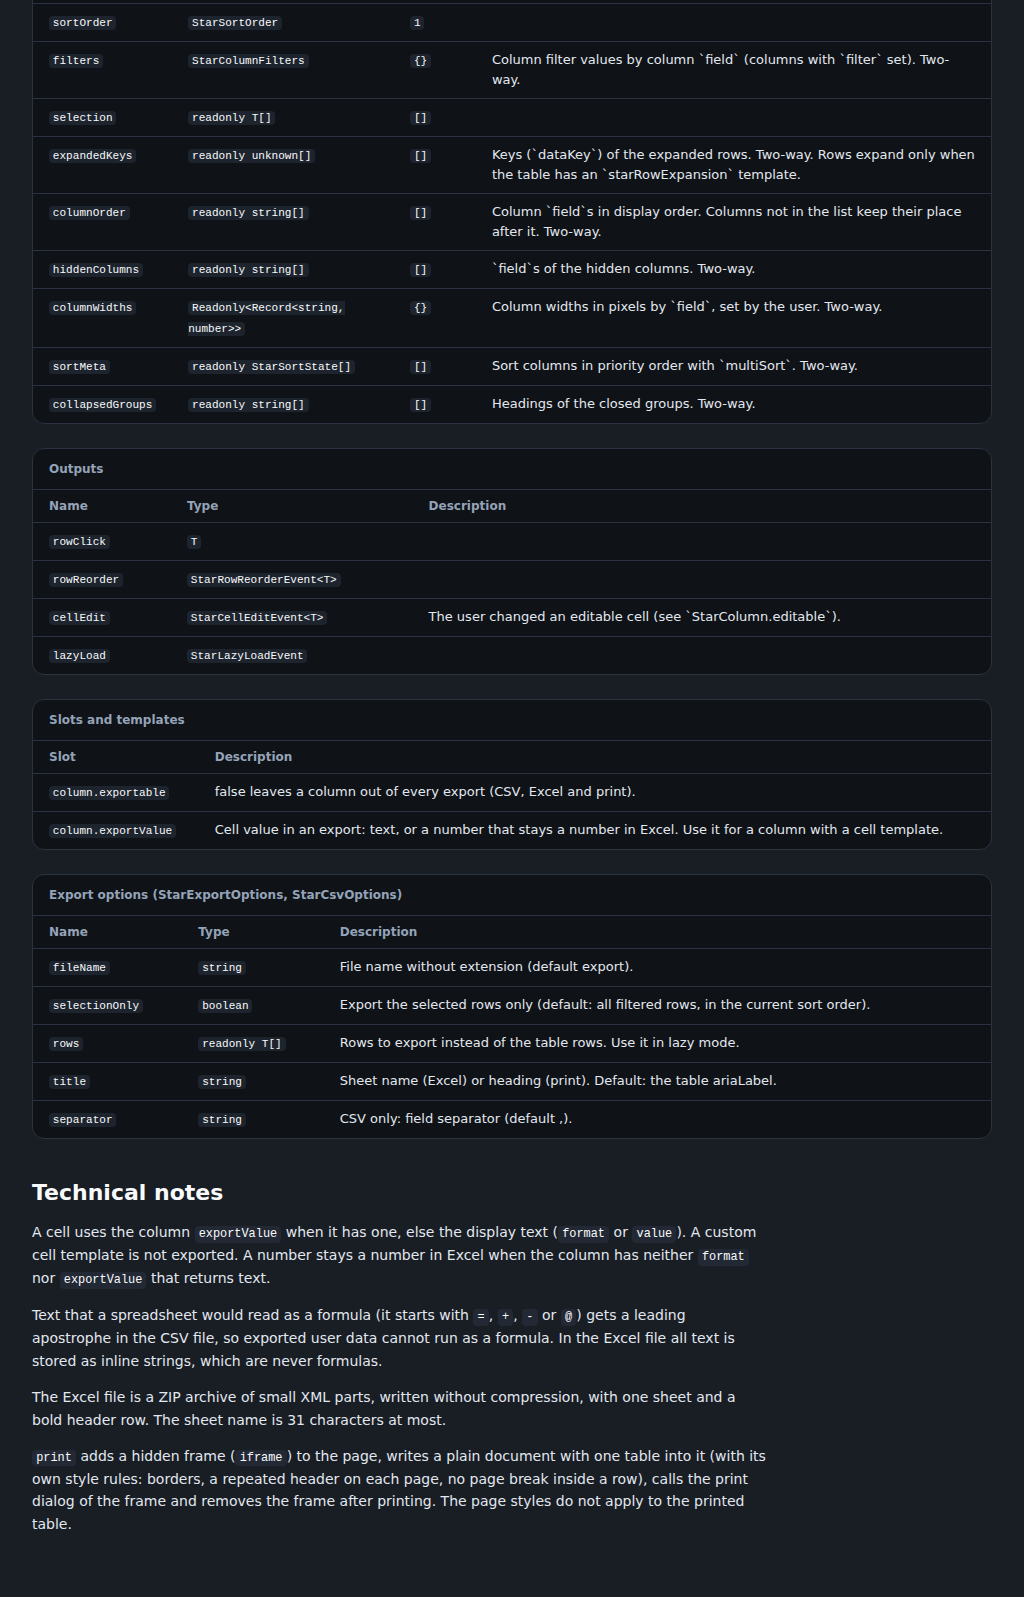 sortOrder StarSortOrder 1
filters StarColumnFilters {} Column filter values by column `field` (columns with `filter` set). Two-
way.
selection readonly T[] []
expandedKeys readonly unknown[] [] Keys (`dataKey`) of the expanded rows. Two-way. Rows expand only when
the table has an `starRowExpansion` template.
columnOrder readonly string[] [] Column `field`s in display order. Columns not in the list keep their place
after it. Two-way.
hiddenColumns readonly string[] [] `field`s of the hidden columns. Two-way.
columnWidths Readonly<Record<string, {} Column widths in pixels by `field`, set by the user. Two-way.
number>>
sortMeta readonly StarSortState[] [] Sort columns in priority order with `multiSort`. Two-way.
collapsedGroups readonly string[] [] Headings of the closed groups. Two-way.
Outputs
Name Type Description
rowClick T
rowReorder StarRowReorderEvent<T>
cellEdit StarCellEditEvent<T> The user changed an editable cell (see `StarColumn.editable`).
lazyLoad StarLazyLoadEvent
Slots and templates
Slot Description
column.exportable false leaves a column out of every export (CSV, Excel and print).
column.exportValue Cell value in an export: text, or a number that stays a number in Excel. Use it for a column with a cell template.
Export options (StarExportOptions, StarCsvOptions)
Name Type Description
fileName string File name without extension (default export).
selectionOnly boolean Export the selected rows only (default: all filtered rows, in the current sort order).
rows readonly T[] Rows to export instead of the table rows. Use it in lazy mode.
title string Sheet name (Excel) or heading (print). Default: the table ariaLabel.
separator string CSV only: field separator (default ,).
Technical notes
A cell uses the column exportValue when it has one, else the display text (format or value). A custom
cell template is not exported. A number stays a number in Excel when the column has neither format
nor exportValue that returns text.
Text that a spreadsheet would read as a formula (it starts with =, +, - or @) gets a leading
apostrophe in the CSV file, so exported user data cannot run as a formula. In the Excel file all text is
stored as inline strings, which are never formulas.
The Excel file is a ZIP archive of small XML parts, written without compression, with one sheet and a
bold header row. The sheet name is 31 characters at most.
print adds a hidden frame (iframe) to the page, writes a plain document with one table into it (with its
own style rules: borders, a repeated header on each page, no page break inside a row), calls the print
dialog of the frame and removes the frame after printing. The page styles do not apply to the printed
table.